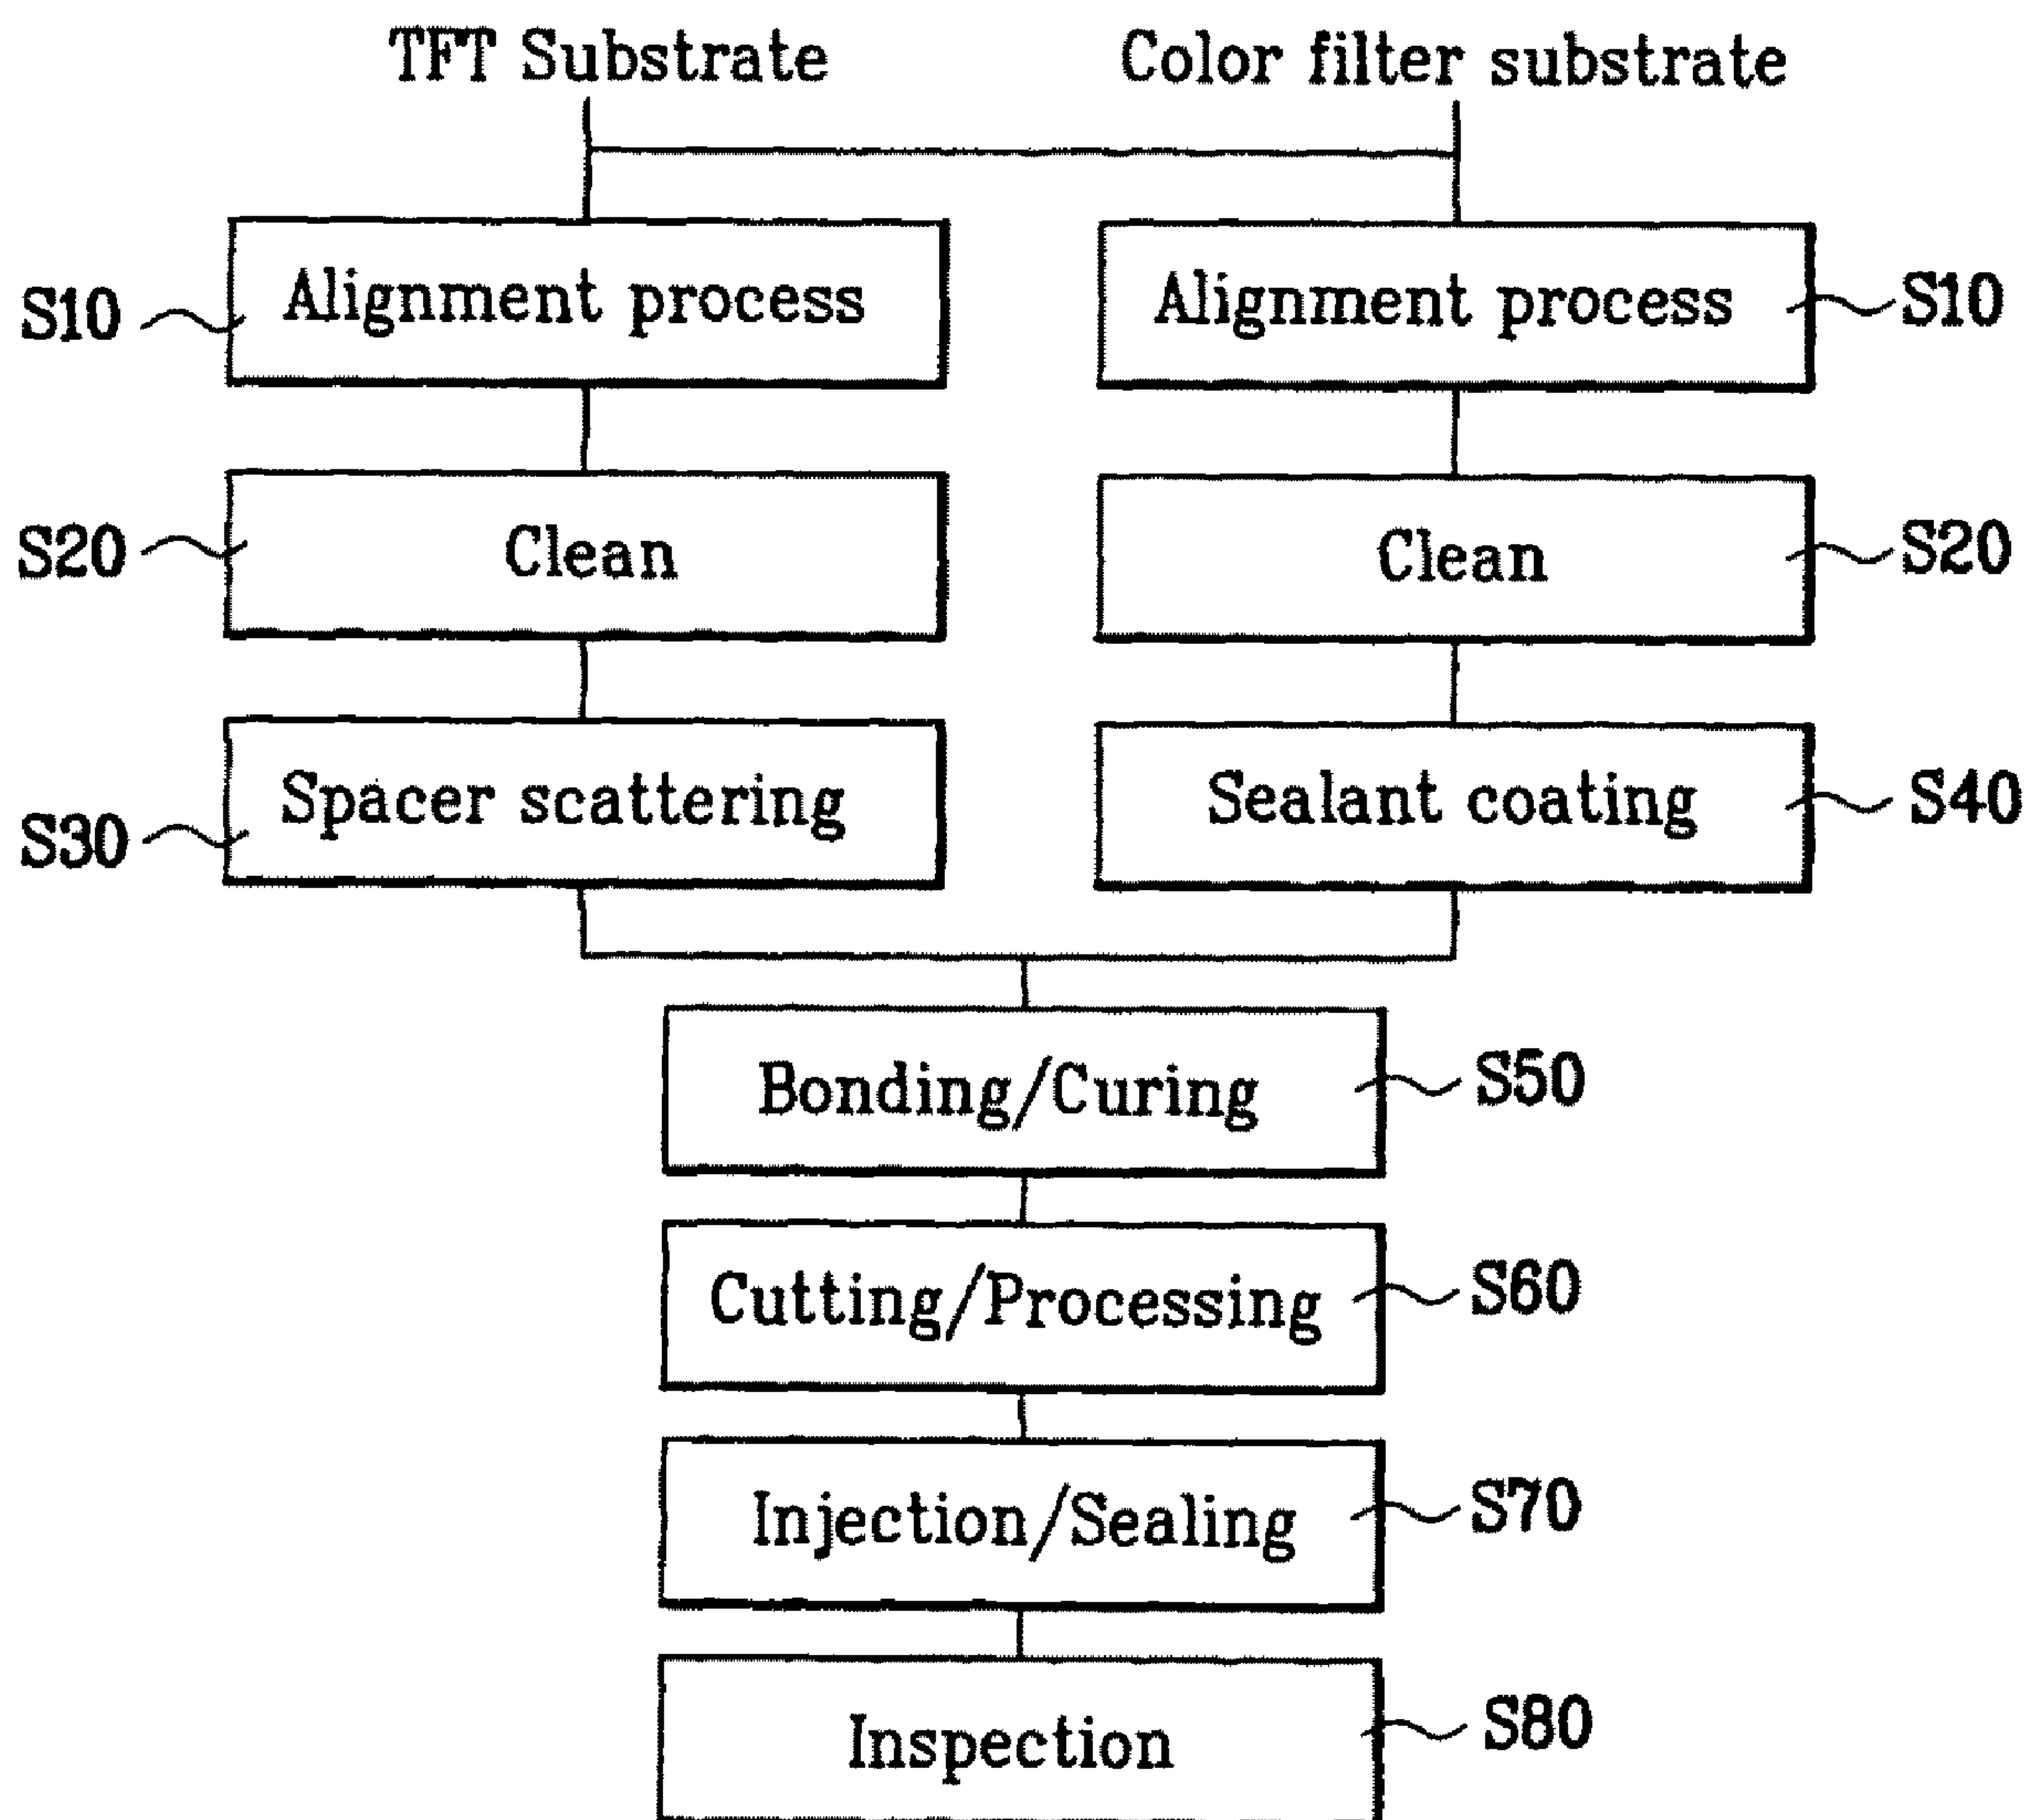 TFT Substrate
Color filter substrate
S10
Alignment process
Alignment process
S10
S20
Clean
Clean
S20
S30
Spacer scattering
Sealant coating
S40
Bonding/Curing
S50
Cutting/Processing
S60
Injection/Sealing
S70
Inspection
S80